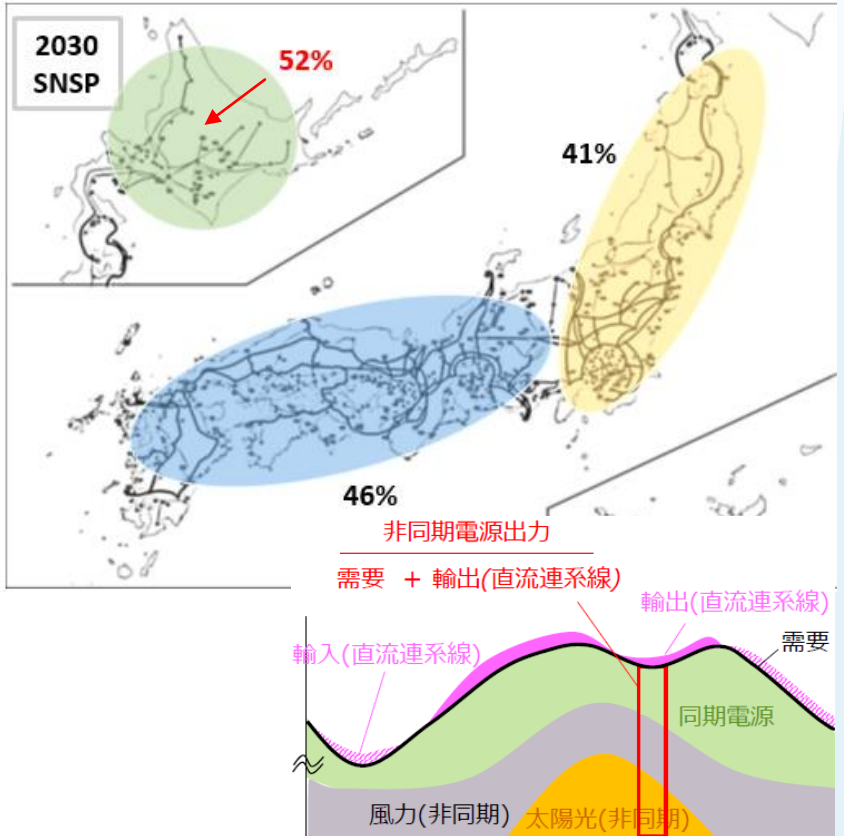 2030
SNSP
52%
41%
46%
非同期電源出力
需要 + 輸出(直流連系線)
輸出(直流連系線)
需要
輸入(直流連系線)
同期電源
風力(非同期)
太陽光(非同期)